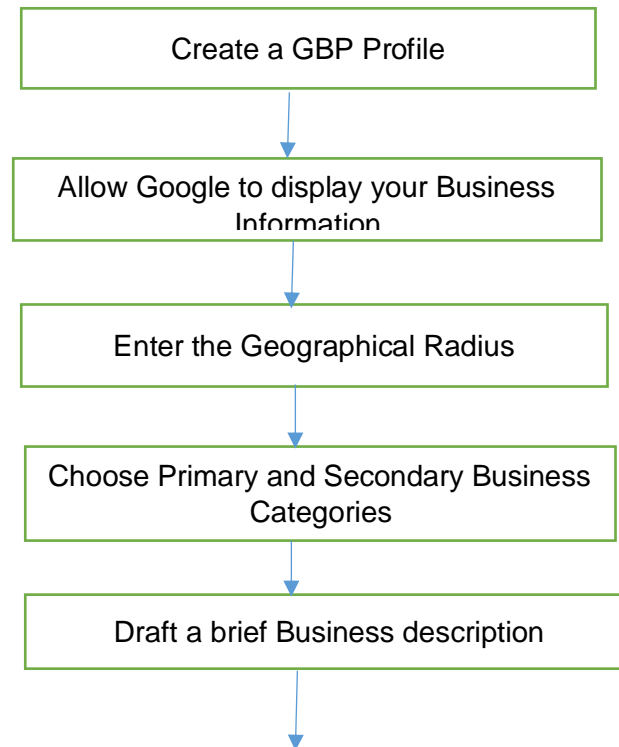 Create a GBP Profile
Allow Google to display your Business
Information
Enter the Geographical Radius
Choose Primary and Secondary Business
Categories
Draft a brief Business description